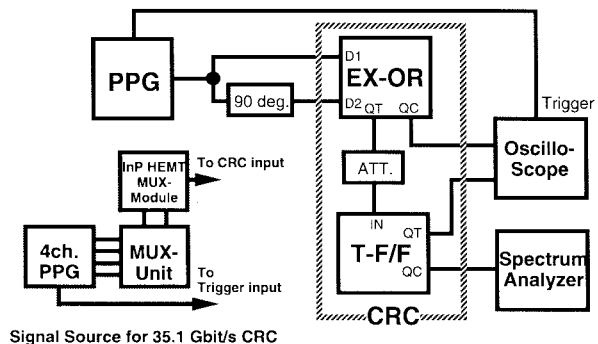 PPG
90 deg.
D1
EX-OR
D2
QT
QC
ATT.
IN
QT
T-F/F
QC
CRC
Trigger
Oscillo-
Scope
Spectrum
Analyzer
InP HEMT
MUX-
Module
To CRC input
4ch.
PPG
MUX-
Unit
To
Trigger input
Signal Source for 35.1 Gbit/s CRC